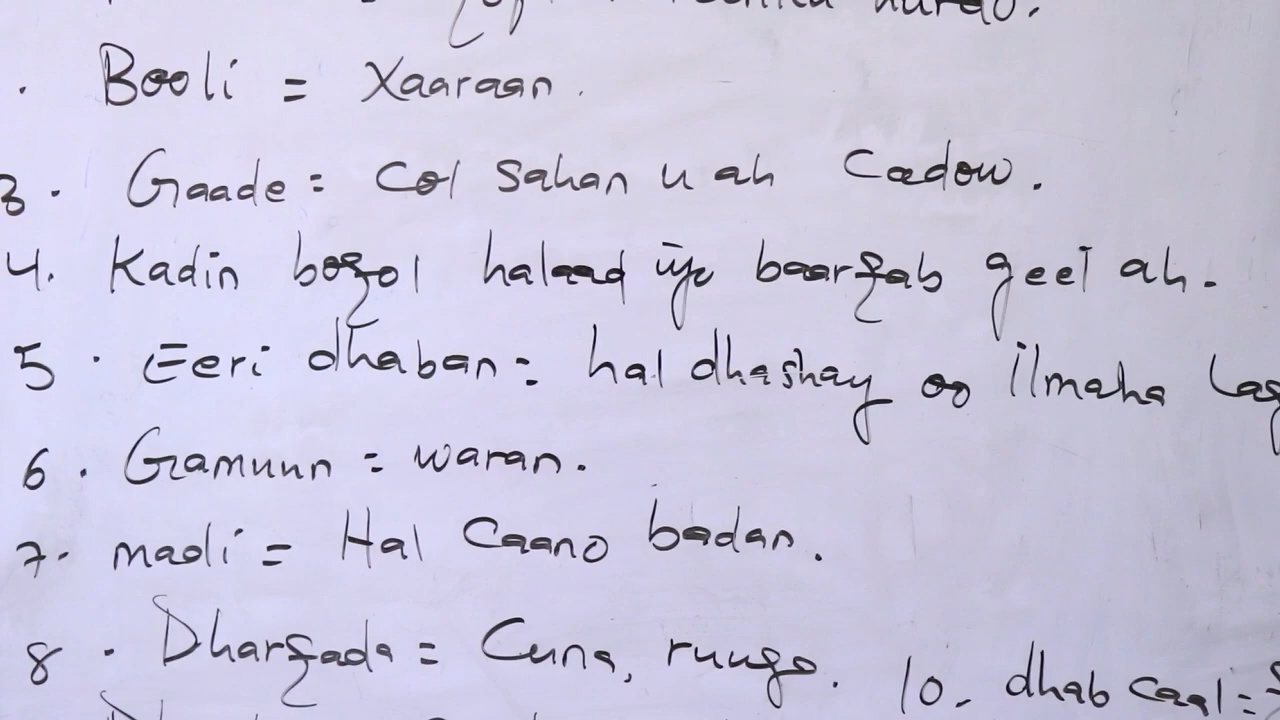 . Booli = Xaaraan.
3. Gaade = Col sahan u ah Cadow.
4. Kadin boqol halaad iyo baarqab geel ah.
5. Eeri dhaban = hal dhashay oo ilmaha
6. Gamuun = waran.
7. madi = Hal Caano badan.
8. Dharqada = Cuna, ruugo. 10. dhab caal =